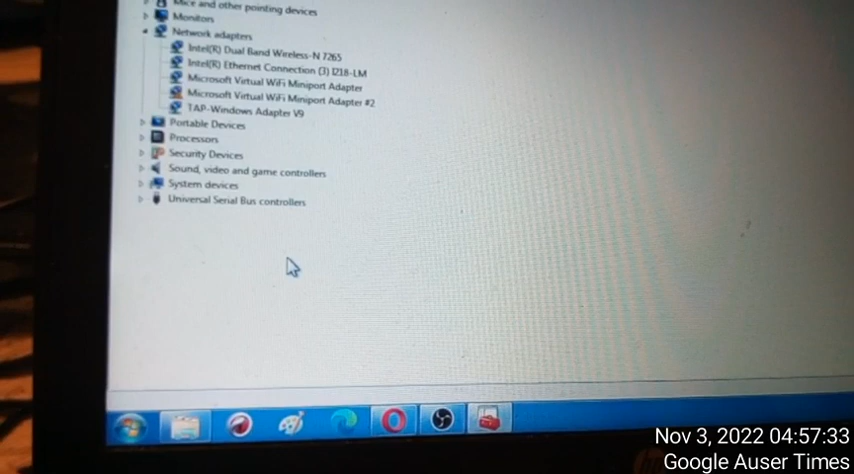 Mice and other pointing devices
Monitors
Network adapters
Intel(R) Dual Band Wireless-N 7265
Intel(R) Ethernet Connection (3) I218-LM
Microsoft Virtual WiFi Miniport Adapter
Microsoft Virtual WiFi Miniport Adapter #2
TAP-Windows Adapter V9
Portable Devices
Processors
Security Devices
Sound, video and game controllers
System devices
Universal Serial Bus controllers
Nov 3, 2022 04:57:33
Google Auser Times